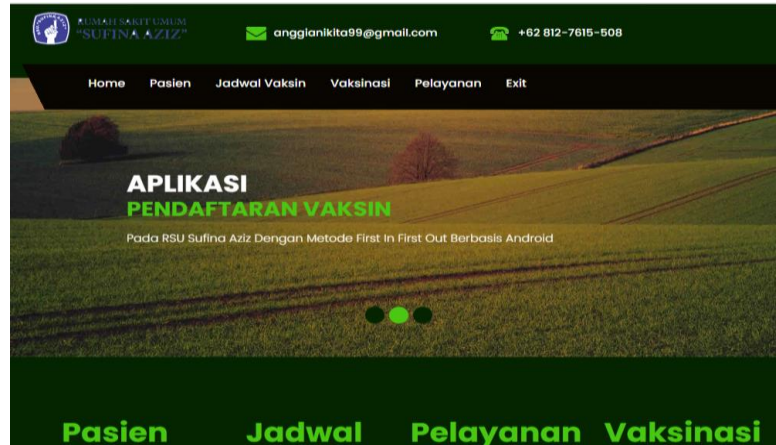 RUMAH SAKIT UMUM
"SUFINA AZIZ"
anggianikita99@gmail.com
+62 812-7615-508
Home Pasien Jadwal Vaksin Vaksinasi Pelayanan Exit
APLIKASI
PENDAFTARAN VAKSIN
Pada RSU Sufina Aziz Dengan Metode First In First Out Berbasis Android
Pasien Jadwal Pelayanan Vaksinasi